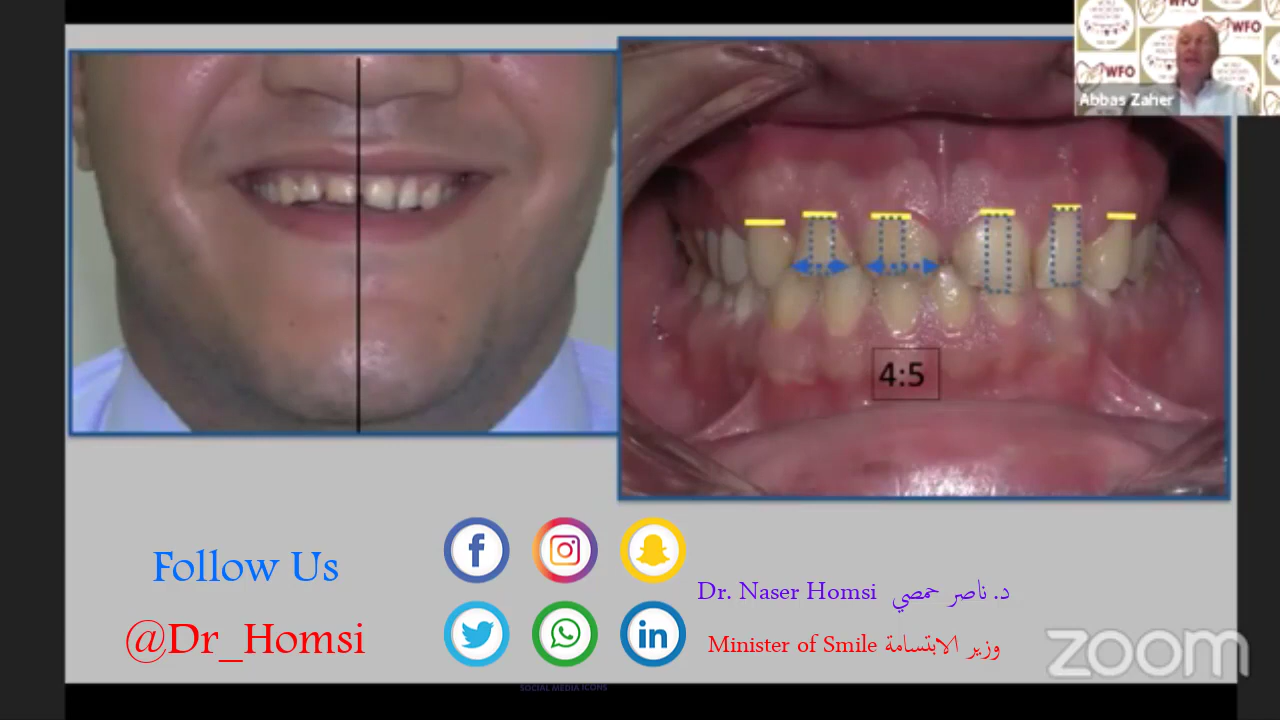 WFO
WFO
WFO
Abbas Zaher
4:5
Follow Us
@Dr_Homsi
Dr. Naser Homsi د. ناصر حمصي
Minister of Smile وزير الابتسامة
zoom
SOCIAL MEDIA ICONS